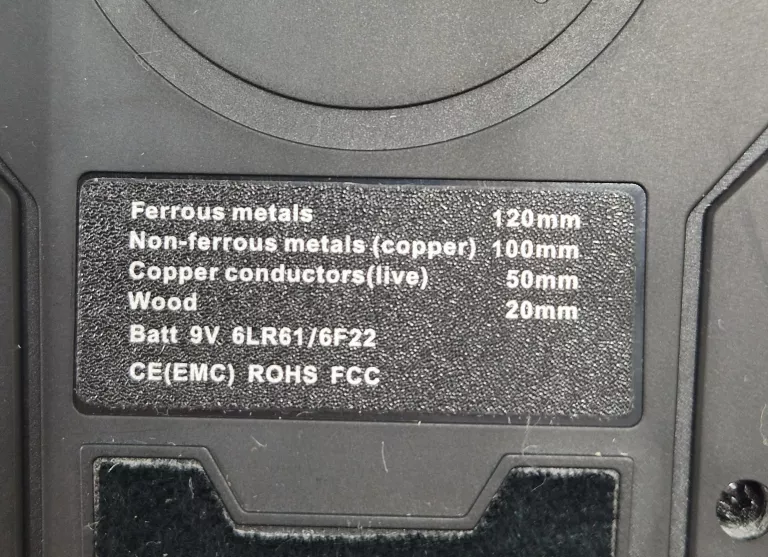 Ferrous metals 120mm
Non-ferrous metals (copper) 100mm
Copper conductors(live) 50mm
Wood 20mm
Batt 9V 6LR61/6F22
CE(EMC) ROHS FCC